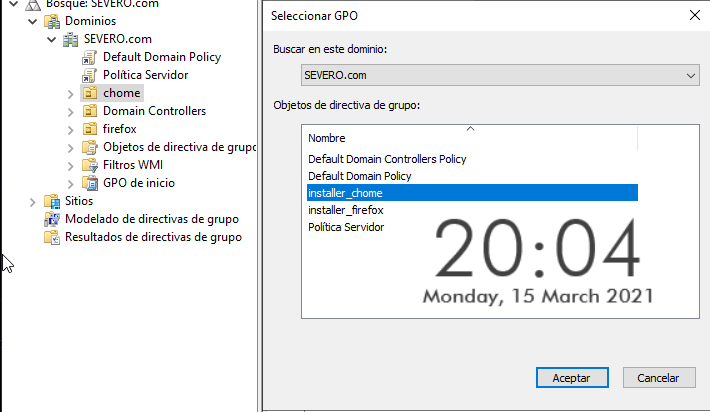 Bosque: SEVERO.com
Dominios
SEVERO.com
Default Domain Policy
Política Servidor
chome
Domain Controllers
firefox
Objetos de directiva de grupo
Filtros WMI
GPO de inicio
Sitios
Modelado de directivas de grupo
Resultados de directivas de grupo
Seleccionar GPO
Buscar en este dominio:
SEVERO.com
Objetos de directiva de grupo:
Nombre
Default Domain Controllers Policy
Default Domain Policy
installer_chome
installer_firefox
Política Servidor
20:04
Monday, 15 March 2021
Aceptar
Cancelar